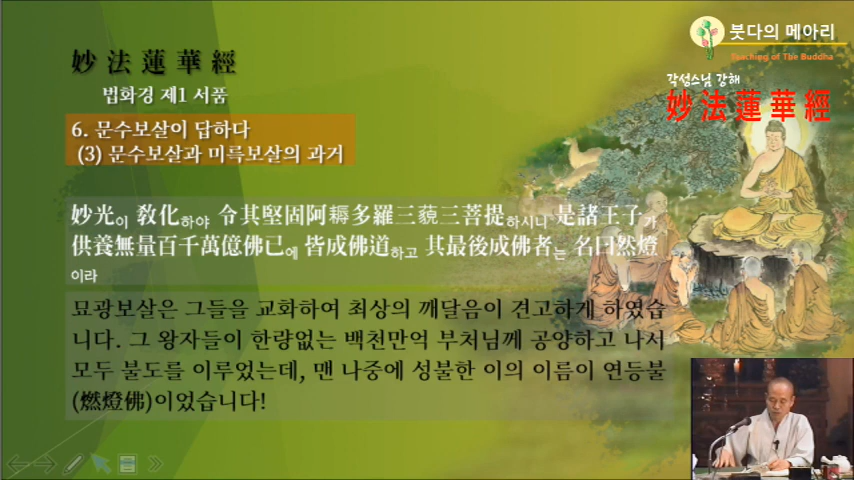 妙法蓮華經
법화경 제1 서품
6. 문수보살이 답하다
(3) 문수보살과 미륵보살의 과거
妙光이 敎化하야 令其堅固阿耨多羅三藐三菩提하시니 是諸王子가
供養無量百千萬億佛已에 皆成佛道하고 其最後成佛者는 名曰然燈
이라
묘광보살은 그들을 교화하여 최상의 깨달음이 견고하게 하였습
니다. 그 왕자들이 한량없는 백천만억 부처님께 공양하고 나서
모두 불도를 이루었는데, 맨 나중에 성불한 이의 이름이 연등불
(燃燈佛)이었습니다!
붓다의 메아리
Teaching of The Buddha
각성스님 강해
妙法蓮華經